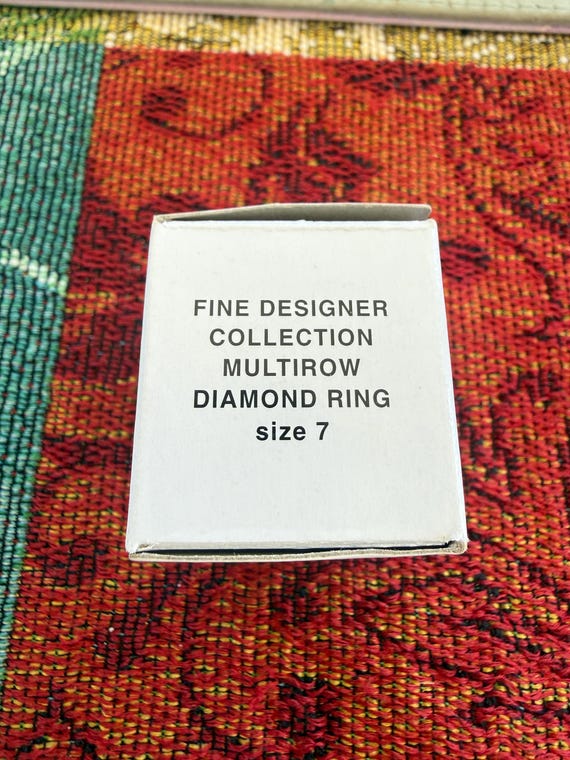 FINE DESIGNER
COLLECTION
MULTIROW
DIAMOND RING
size 7